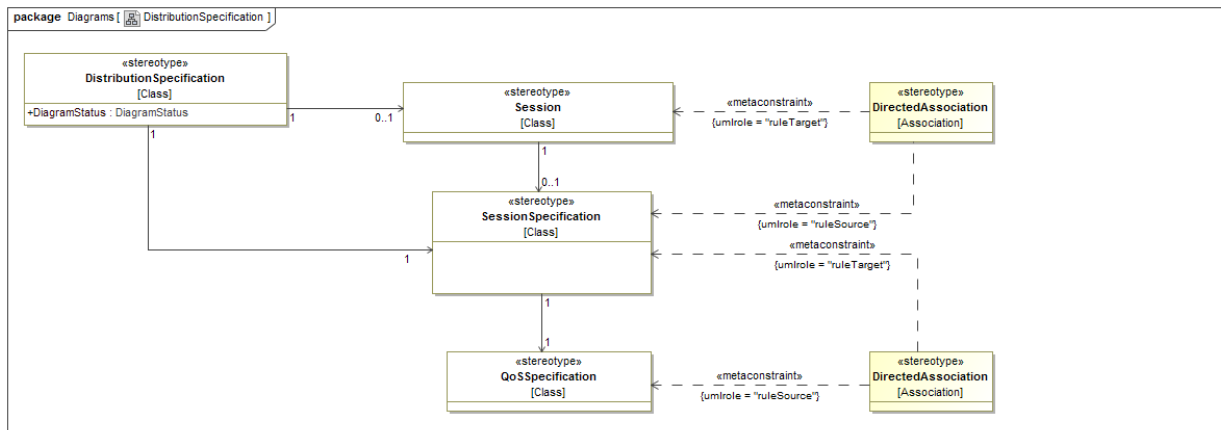 package Diagrams [ DistributionSpecification ]
«stereotype»
DistributionSpecification
[Class]
+DiagramStatus : DiagramStatus
1
0..1
1
«stereotype»
Session
[Class]
«metaconstraint»
{umlrole = "ruleTarget"}
«stereotype»
DirectedAssociation
[Association]
1
0..1
«stereotype»
SessionSpecification
[Class]
1
«metaconstraint»
{umlrole = "ruleSource"}
«metaconstraint»
{umlrole = "ruleTarget"}
1
1
«stereotype»
QoSSpecification
[Class]
«metaconstraint»
{umlrole = "ruleSource"}
«stereotype»
DirectedAssociation
[Association]